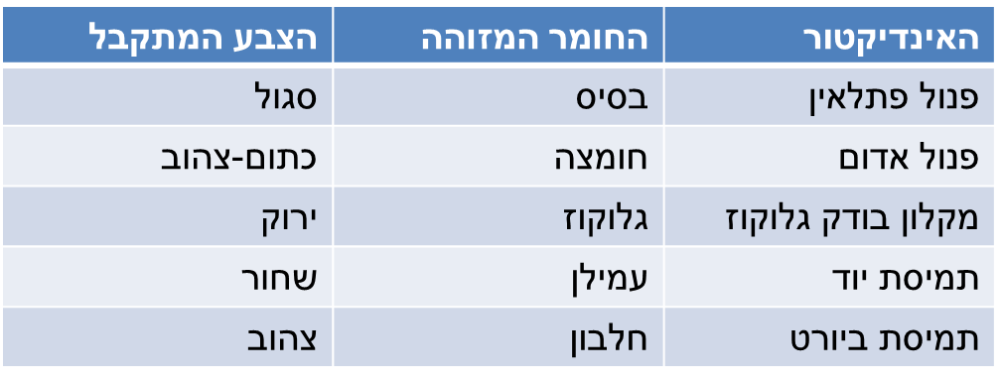 האינדיקטור החומר המזוהה הצבע המתקבל
פנול פתלאין בסיס סגול
פנול אדום חומצה כתום-צהוב
מקלון בודק גלוקוז גלוקוז ירוק
תמיסת יוד עמילן שחור
תמיסת ביורט חלבון צהוב